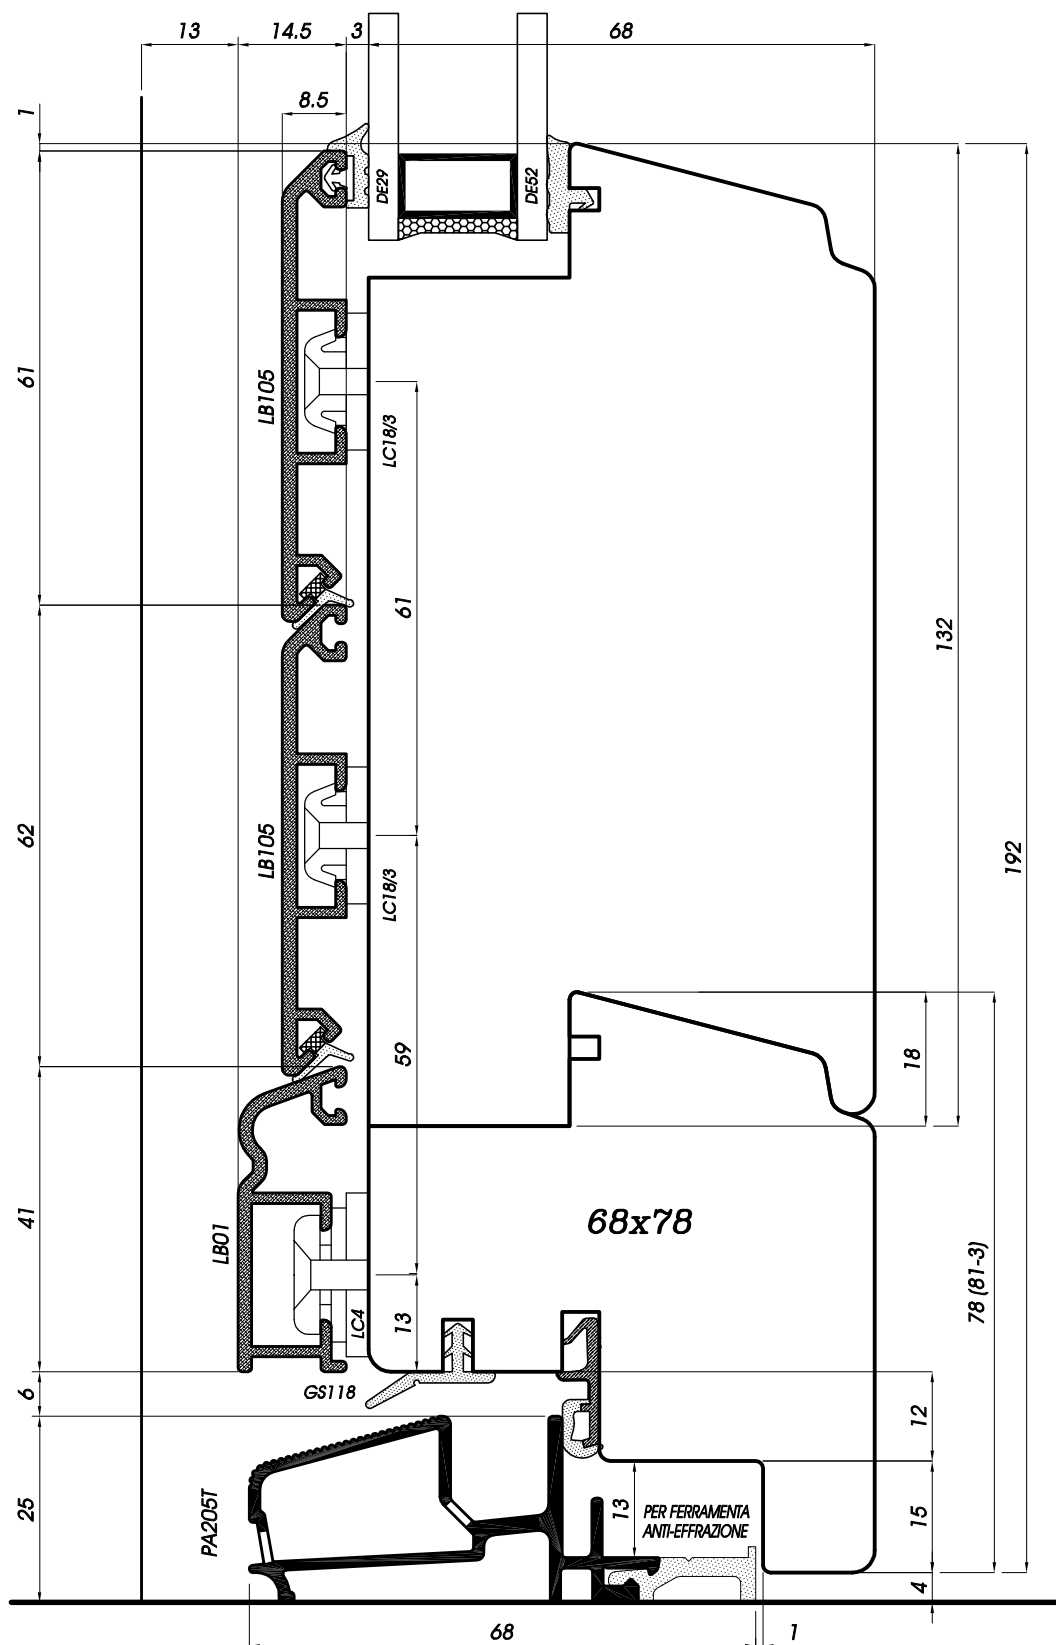 13
14.5
3
68
8.5
1
DE29
DE52
61
LB105
LC18/3
61
132
192
62
LB105
LC18/3
59
18
41
LB01
LC4
13
68x78
78 (81-3)
GS118
6
12
25
PA205T
13
PER FERRAMENTA
ANTI-EFFRAZIONE
15
4
68
1